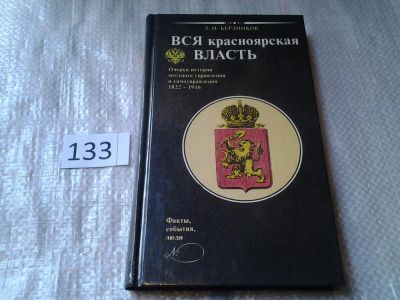 Л. П. БЕРДНИКОВ
ВСЯ красноярская
ВЛАСТЬ
Очерки истории
местного управления
и самоуправления
1822 - 1916
133
Факты,
события,
люди